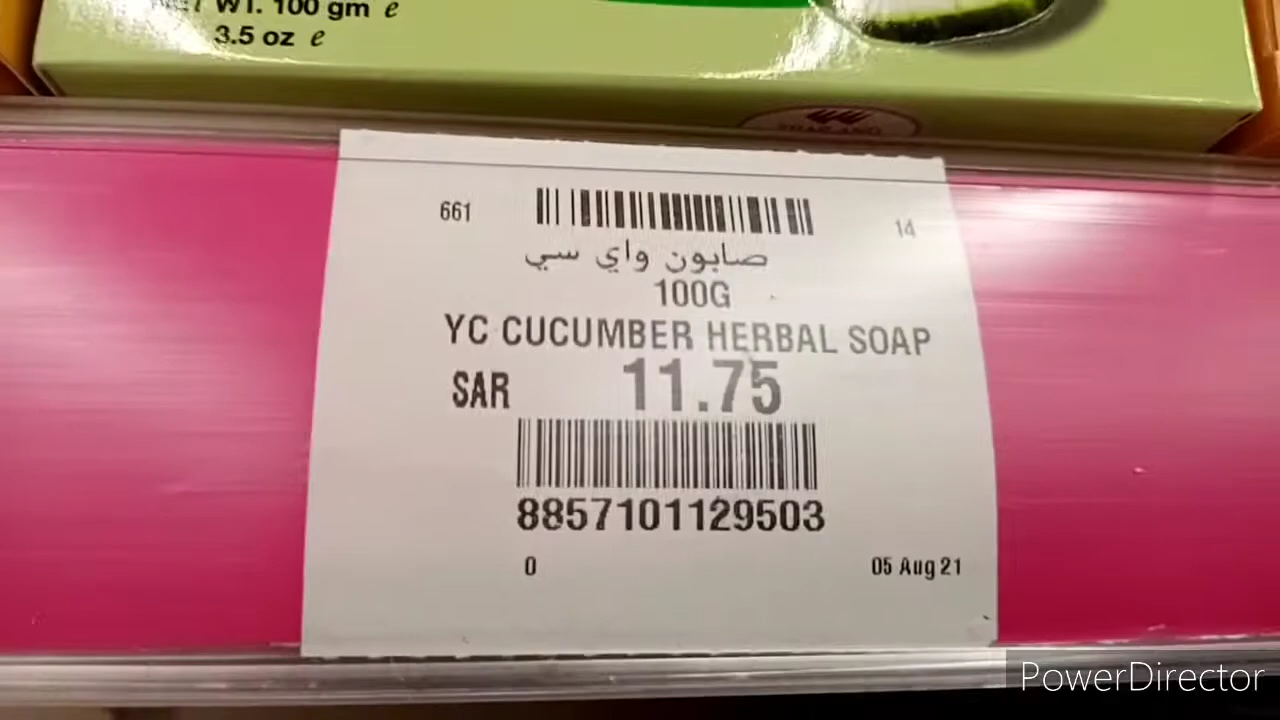 WT. 100 gm e
3.5 oz e
THAILAND
661
14
صابون واي سي
100G
YC CUCUMBER HERBAL SOAP
SAR 11.75
8857101129503
0
05 Aug 21
PowerDirector